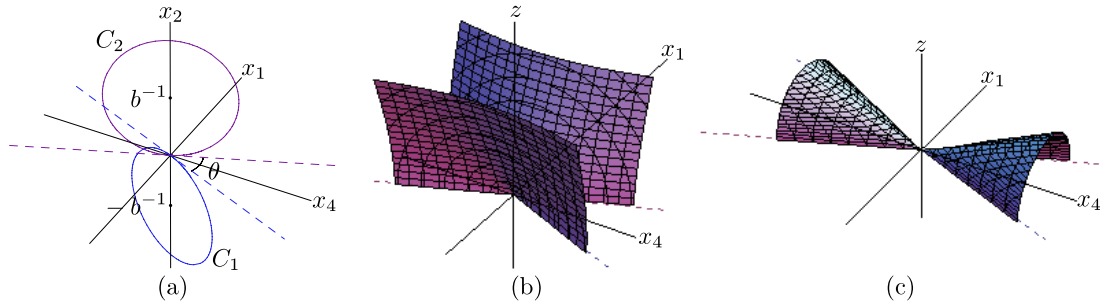 x₂
C₂
x₁
b⁻¹
θ
x₄
− b⁻¹
C₁
(a)
z
x₁
x₄
(b)
z
x₁
x₄
(c)